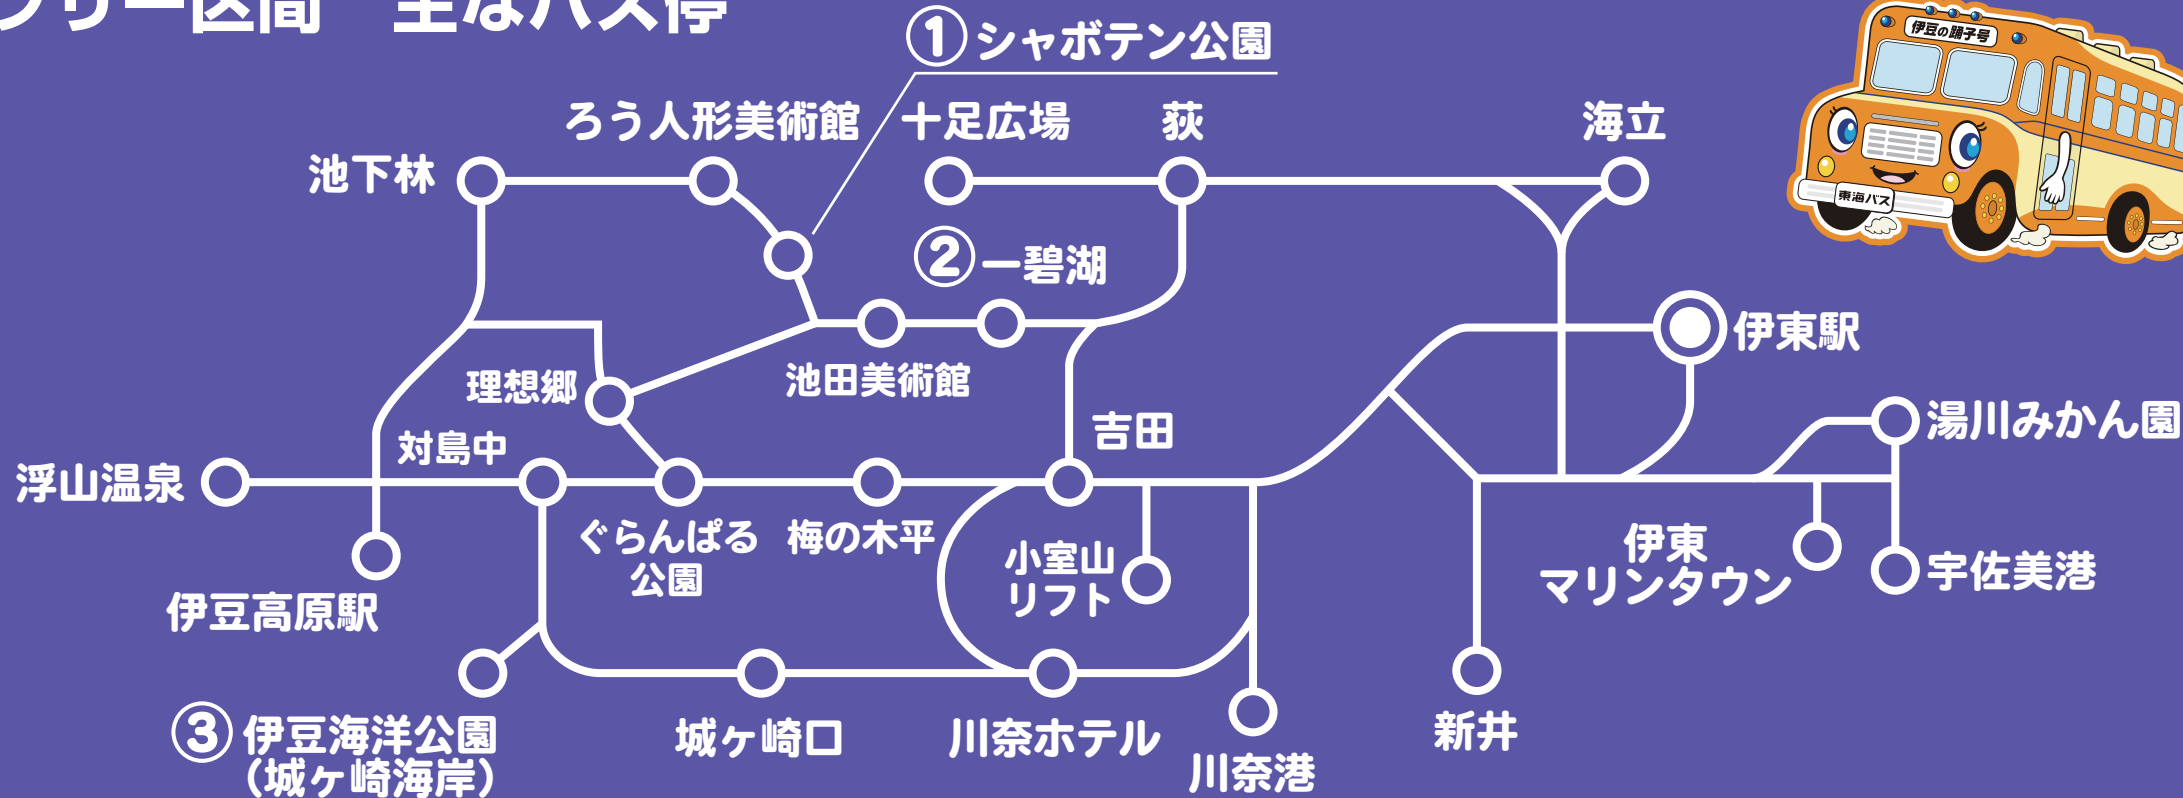 フリー区間　主なバス停
①シャボテン公園
伊豆の踊子号
東海バス
ろう人形美術館
十足広場
荻
海立
池下林
②一碧湖
伊東駅
理想郷
池田美術館
対島中
吉田
湯川みかん園
浮山温泉
ぐらんぱる
公園
梅の木平
小室山
リフト
伊東
マリンタウン
宇佐美港
伊豆高原駅
③伊豆海洋公園
（城ヶ崎海岸）
城ヶ崎口
川奈ホテル
川奈港
新井